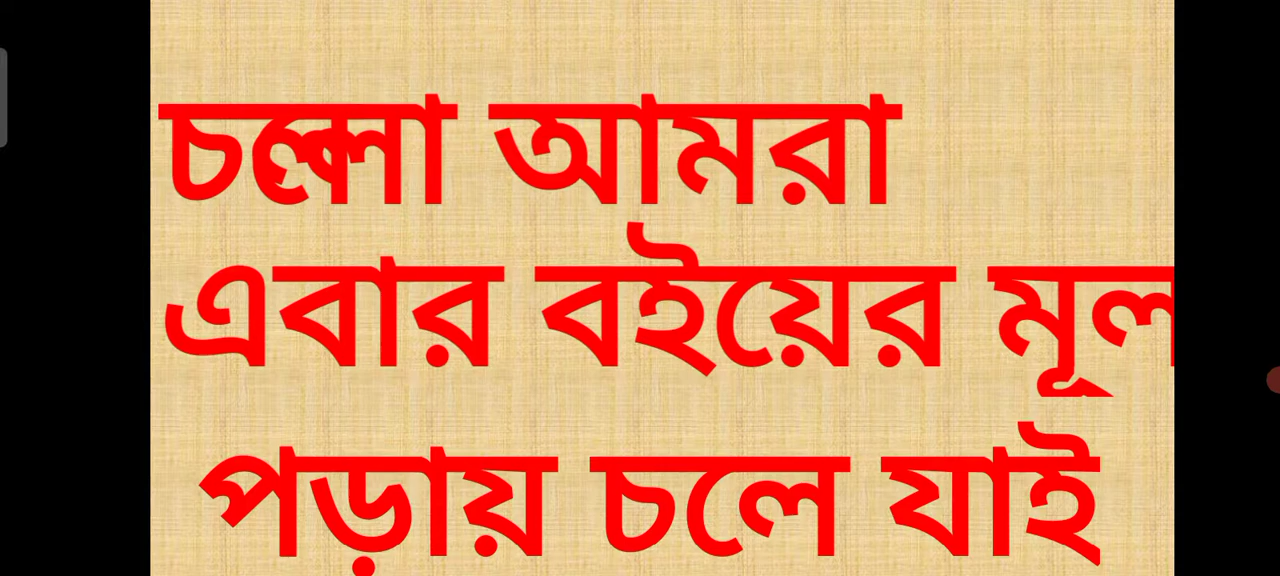 চলো আমরা
এবার বইয়ের মূল
পড়ায় চলে যাই